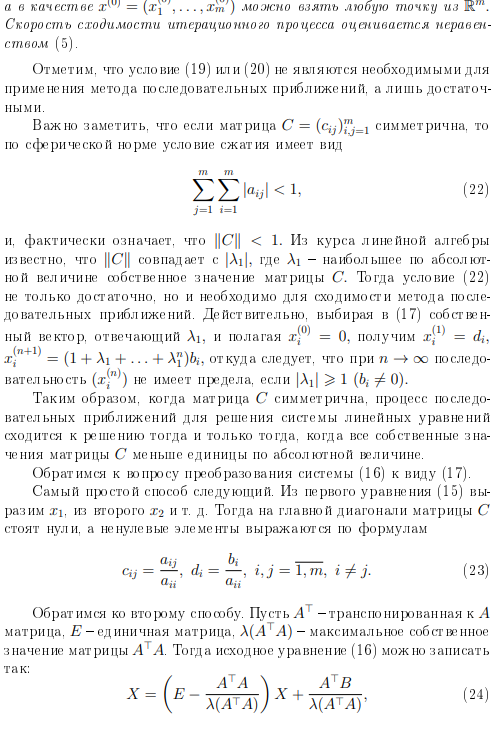 а в качестве x^{(0)} = (x_1^{(0)}, . . . , x_m^{(0)}) можно взять любую точку из ℝ^m.
Скорость сходимости итерационного процесса оценивается неравен-
ством (5).
Отметим, что условие (19) или (20) не являются необходимыми для
применения метода последовательных приближений, а лишь достаточ-
ными.
Важно заметить, что если матрица C = (c_{ij})_{i,j=1}^m симметрична, то
по сферической норме условие сжатия имеет вид
\sum_{j=1}^{m} \sum_{i=1}^{m} |a_{ij}| < 1, (22)
и, фактически означает, что ‖C‖ < 1. Из курса линейной алгебры
известно, что ‖C‖ совпадает с |λ_1|, где λ_1 – наибольшее по абсолют-
ной величине собственное значение матрицы C. Тогда условие (22)
не только достаточно, но и необходимо для сходимости метода после-
довательных приближений. Действительно, выбирая в (17) собствен-
ный вектор, отвечающий λ_1, и полагая x_i^{(0)} = 0, получим x_i^{(1)} = d_i,
x_i^{(n+1)} = (1 + λ_1 + . . . + λ_1^n)b_i, откуда следует, что при n → ∞ последо-
вательность (x_i^{(n)}) не имеет предела, если |λ_1| ⩾ 1 (b_i ≠ 0).
Таким образом, когда матрица C симметрична, процесс последо-
вательных приближений для решения системы линейных уравнений
сходится к решению тогда и только тогда, когда все собственные зна-
чения матрицы C меньше единицы по абсолютной величине.
Обратимся к вопросу преобразования системы (16) к виду (17).
Самый простой способ следующий. Из первого уравнения (15) вы-
разим x_1, из второго x_2 и т. д. Тогда на главной диагонали матрицы C
стоят нули, а ненулевые элементы выражаются по формулам
c_{ij} = \frac{a_{ij}}{a_{ii}}, d_i = \frac{b_i}{a_{ii}}, i, j = \overline{1, m}, i ≠ j. (23)
Обратимся ко второму способу. Пусть A^⊤ – транспонированная к A
матрица, E – единичная матрица, λ(A^⊤A) – максимальное собственное
значение матрицы A^⊤A. Тогда исходное уравнение (16) можно записать
так:
X = \left( E - \frac{A^⊤A}{λ(A^⊤A)} \right) X + \frac{A^⊤B}{λ(A^⊤A)}, (24)